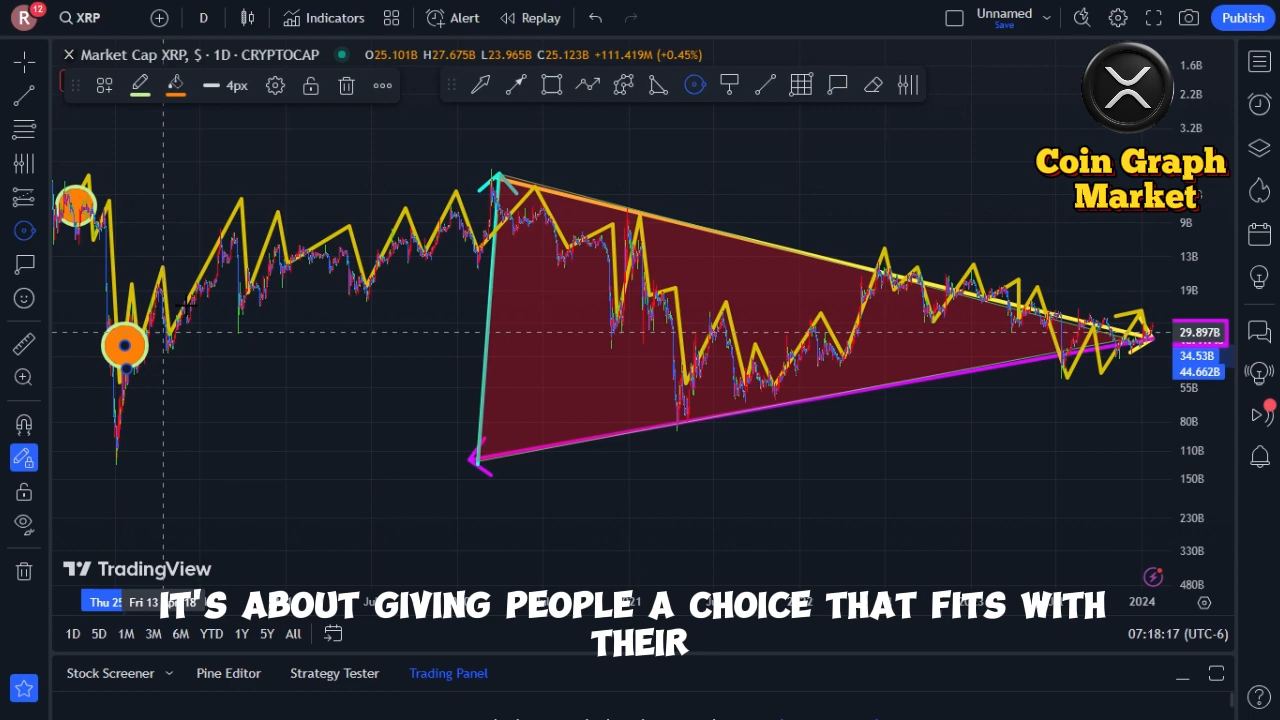 R 12 XRP D Indicators Alert Replay Unnamed Save Publish
Market Cap XRP, $ · 1D · CRYPTOCAP O25.101B H27.675B L23.965B C25.123B +111.419M (+0.45%)
4px
Coin Graph
Market
1.6B
2.2B
3.2B
9B
13B
19B
29.897B
34.53B
44.662B
55B
80B
110B
150B
230B
330B
480B
TradingView
2024
IT'S ABOUT GIVING PEOPLE A CHOICE THAT FITS WITH
THEIR
1D 5D 1M 3M 6M YTD 1Y 5Y All 07:18:17 (UTC-6)
Stock Screener Pine Editor Strategy Tester Trading Panel